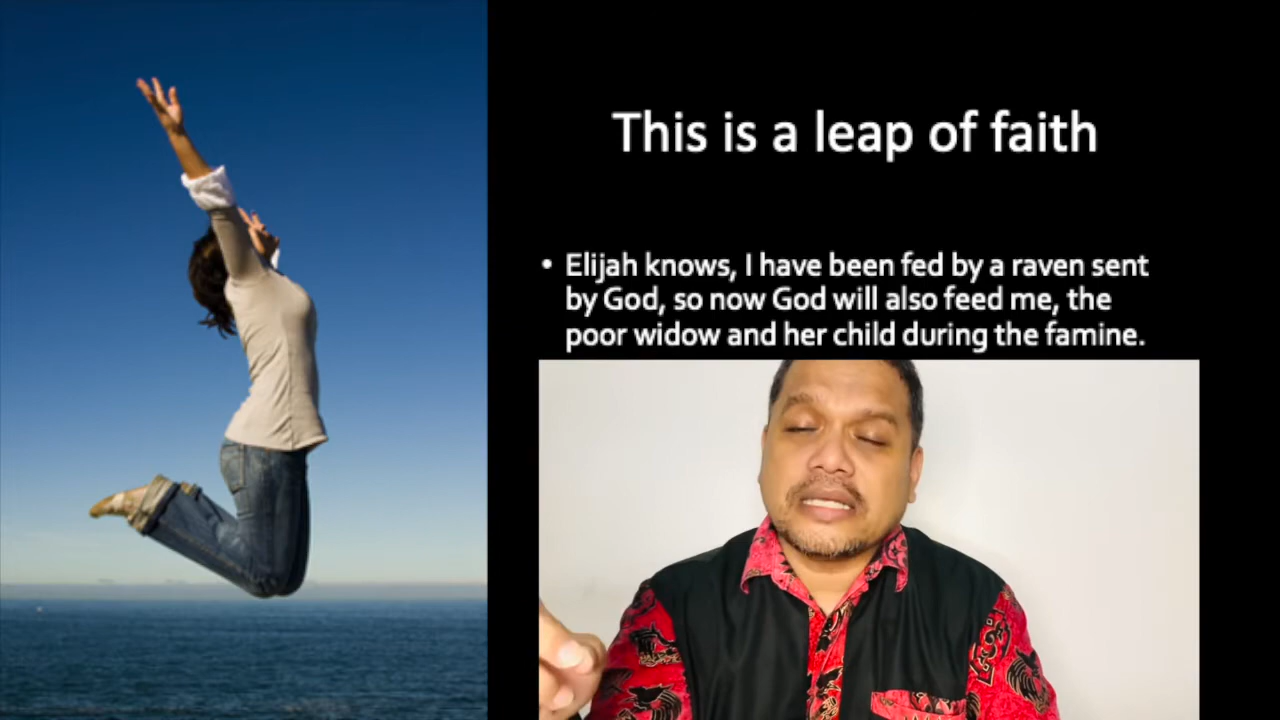 This is a leap of faith
• Elijah knows, I have been fed by a raven sent
by God, so now God will also feed me, the
poor widow and her child during the famine.